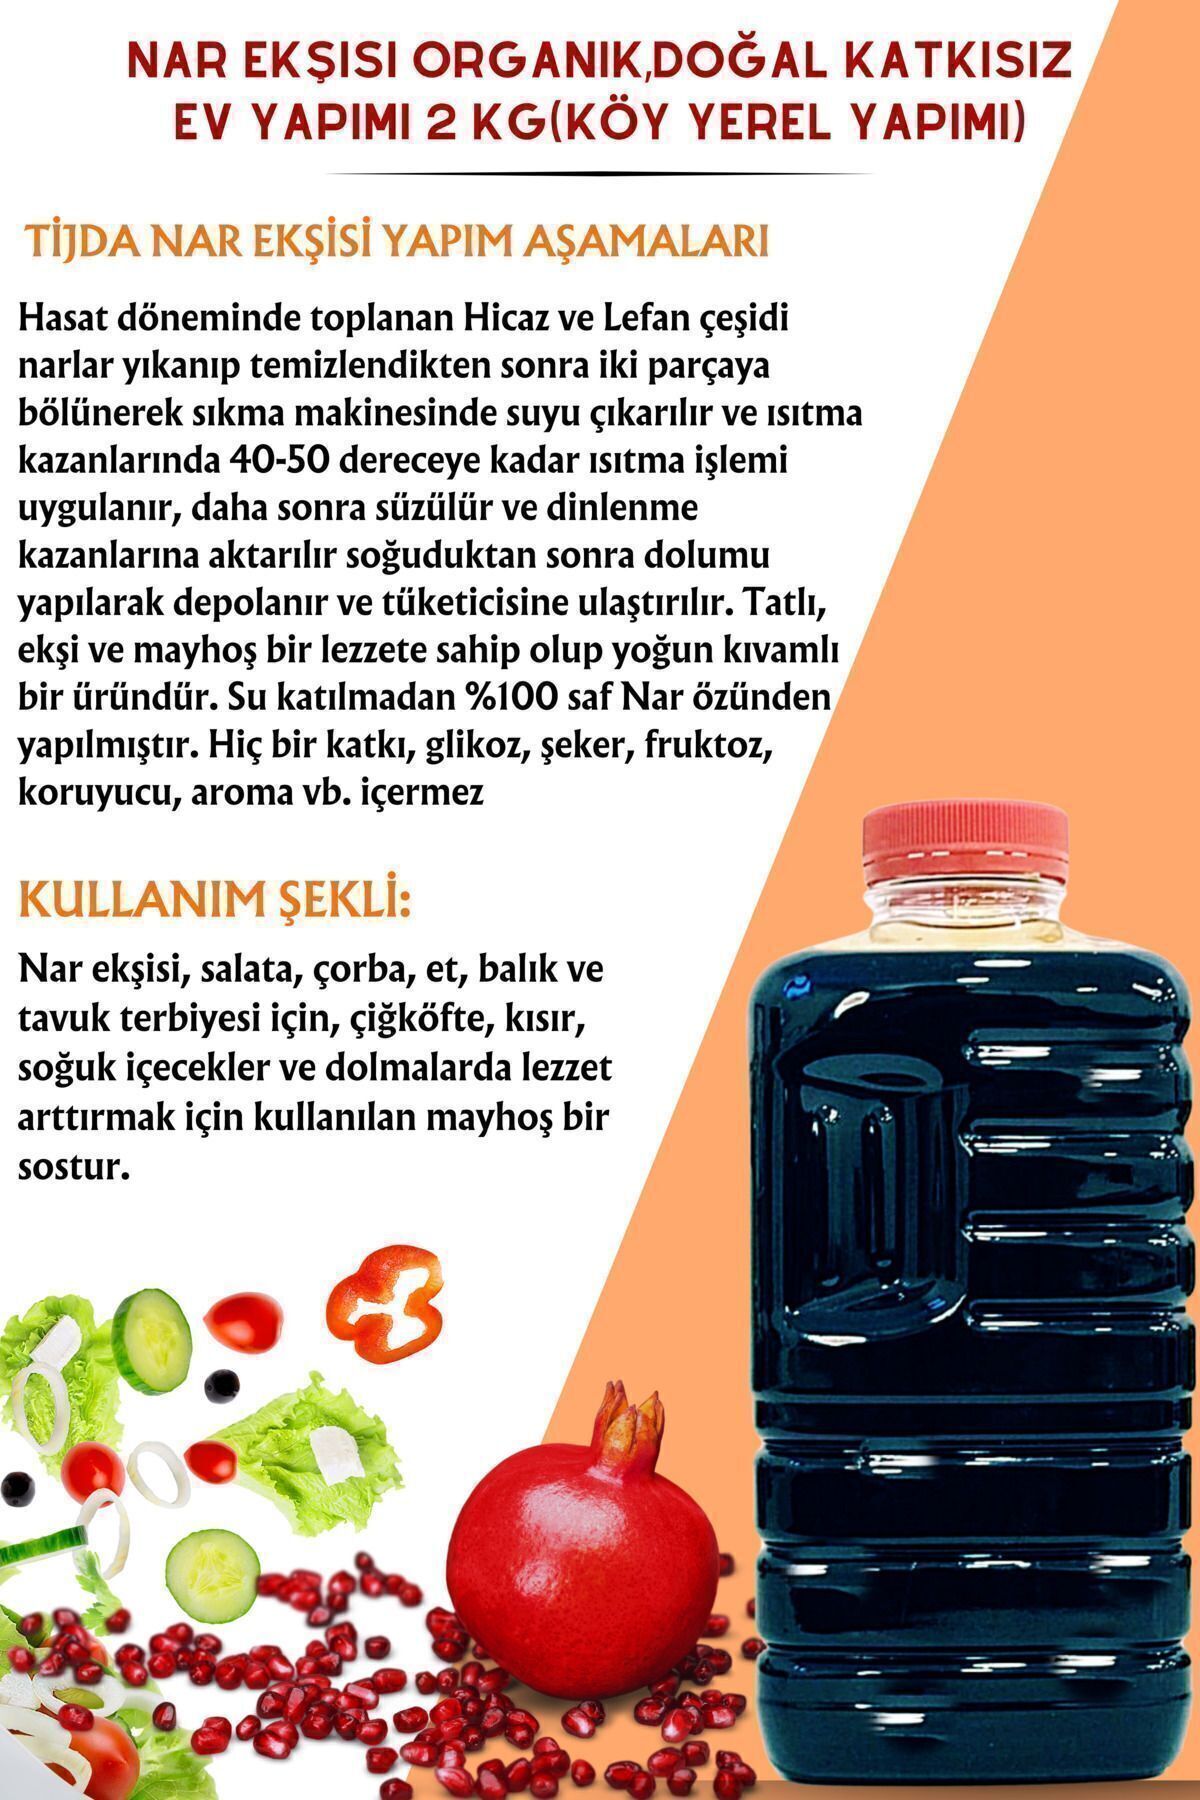 NAR EKŞISI ORGANIK,DOĞAL KATKISIZ
EV YAPIMI 2 KG(KÖY YEREL YAPIMI)
TİJDA NAR EKŞİSİ YAPIM AŞAMALARI
Hasat döneminde toplanan Hicaz ve Lefan çeşidi
narlar yıkanıp temizlendikten sonra iki parçaya
bölünerek sıkma makinesinde suyu çıkarılır ve ısıtma
kazanlarında 40-50 dereceye kadar ısıtma işlemi
uygulanır, daha sonra süzülür ve dinlenme
kazanlarına aktarılır soğuduktan sonra dolumu
yapılarak depolanır ve tüketicisine ulaştırılır. Tatlı,
ekşi ve mayhoş bir lezzete sahip olup yoğun kıvamlı
bir üründür. Su katılmadan %100 saf Nar özünden
yapılmıştır. Hiç bir katkı, glikoz, şeker, fruktoz,
koruyucu, aroma vb. içermez
KULLANIM ŞEKLİ:
Nar ekşisi, salata, çorba, et, balık ve
tavuk terbiyesi için, çiğköfte, kısır,
soğuk içecekler ve dolmalarda lezzet
arttırmak için kullanılan mayhoş bir
sostur.